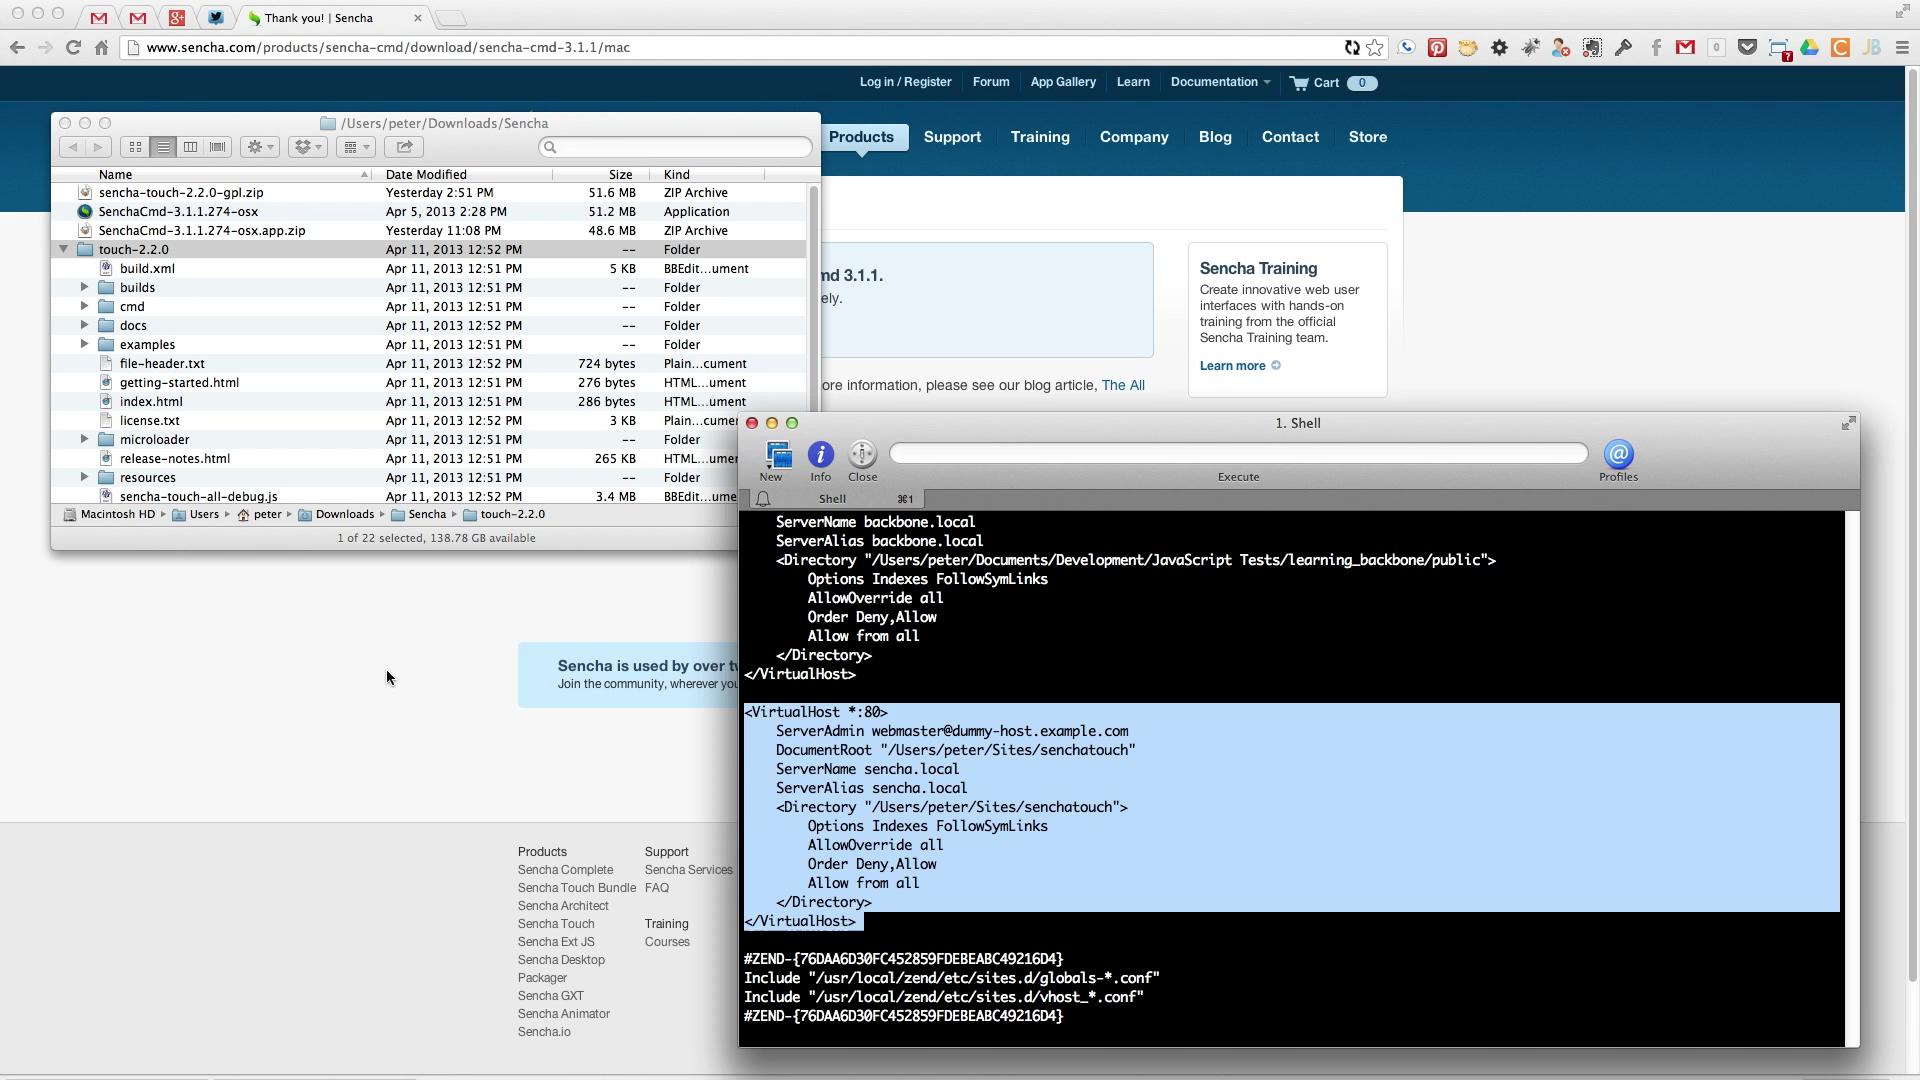 Thank you! | Sencha
www.sencha.com/products/sencha-cmd/download/sencha-cmd-3.1.1/mac
Log in / Register Forum App Gallery Learn Documentation Cart 0
Products Support Training Company Blog Contact Store
/Users/peter/Downloads/Sencha
Name Date Modified Size Kind
sencha-touch-2.2.0-gpl.zip Yesterday 2:51 PM 51.6 MB ZIP Archive
SenchaCmd-3.1.1.274-osx Apr 5, 2013 2:28 PM 51.2 MB Application
SenchaCmd-3.1.1.274-osx.app.zip Yesterday 11:08 PM 48.6 MB ZIP Archive
touch-2.2.0 Apr 11, 2013 12:52 PM -- Folder
build.xml Apr 11, 2013 12:51 PM 5 KB BBEdit...ument
builds Apr 11, 2013 12:51 PM -- Folder
cmd Apr 11, 2013 12:51 PM -- Folder
docs Apr 11, 2013 12:52 PM -- Folder
examples Apr 11, 2013 12:51 PM -- Folder
file-header.txt Apr 11, 2013 12:52 PM 724 bytes Plain...cument
getting-started.html Apr 11, 2013 12:51 PM 276 bytes HTML...ument
index.html Apr 11, 2013 12:51 PM 286 bytes HTML...ument
license.txt Apr 11, 2013 12:52 PM 3 KB Plain...cumen
microloader Apr 11, 2013 12:51 PM -- Folder
release-notes.html Apr 11, 2013 12:51 PM 265 KB HTML...ume
resources Apr 11, 2013 12:51 PM -- Folder
sencha-touch-all-debug.js Apr 11, 2013 12:52 PM 3.4 MB BBEdit...ume
Macintosh HD Users peter Downloads Sencha touch-2.2.0
1 of 22 selected, 138.78 GB available
md 3.1.1.
ely.
ore information, please see our blog article, The All
Sencha Training
Create innovative web user
interfaces with hands-on
training from the official
Sencha Training team.
Learn more
1. Shell
New Info Close Execute Profiles
Shell ⌘1
ServerName backbone.local
ServerAlias backbone.local
<Directory "/Users/peter/Documents/Development/JavaScript Tests/learning_backbone/public">
Options Indexes FollowSymLinks
AllowOverride all
Order Deny,Allow
Allow from all
</Directory>
</VirtualHost>
<VirtualHost *:80>
ServerAdmin webmaster@dummy-host.example.com
DocumentRoot "/Users/peter/Sites/senchatouch"
ServerName sencha.local
ServerAlias sencha.local
<Directory "/Users/peter/Sites/senchatouch">
Options Indexes FollowSymLinks
AllowOverride all
Order Deny,Allow
Allow from all
</Directory>
</VirtualHost>
#ZEND-{76DAA6D30FC452859FDEBEABC49216D4}
Include "/usr/local/zend/etc/sites.d/globals-*.conf"
Include "/usr/local/zend/etc/sites.d/vhost_*.conf"
#ZEND-{76DAA6D30FC452859FDEBEABC49216D4}
Sencha is used by over tw
Join the community, wherever you
Products
Sencha Complete
Sencha Touch Bundle
Sencha Architect
Sencha Touch
Sencha Ext JS
Sencha Desktop
Packager
Sencha GXT
Sencha Animator
Sencha.io
Support
Sencha Services
FAQ
Training
Courses